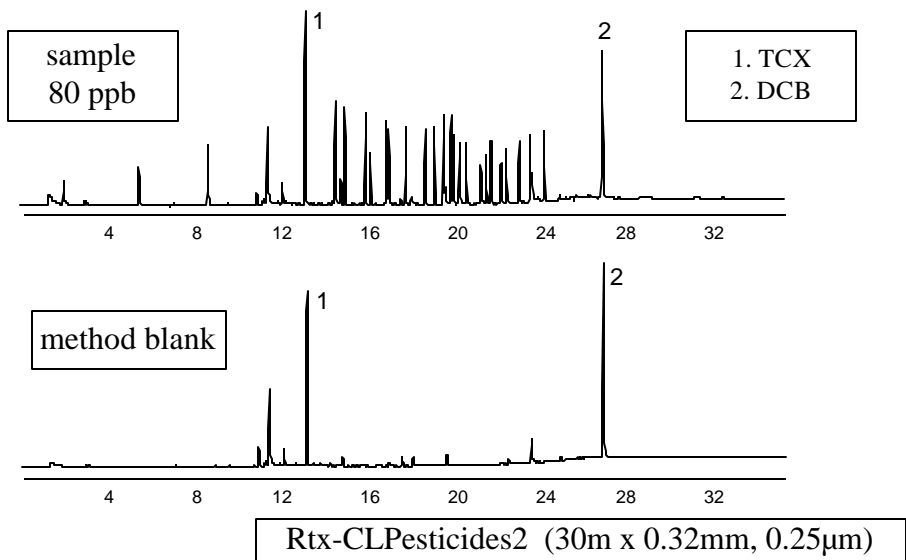 sample
80 ppb
1
2
1. TCX
2. DCB
4 8 12 16 20 24 28 32
method blank
1
2
4 8 12 16 20 24 28 32
Rtx-CLPesticides2 (30m x 0.32mm, 0.25µm)